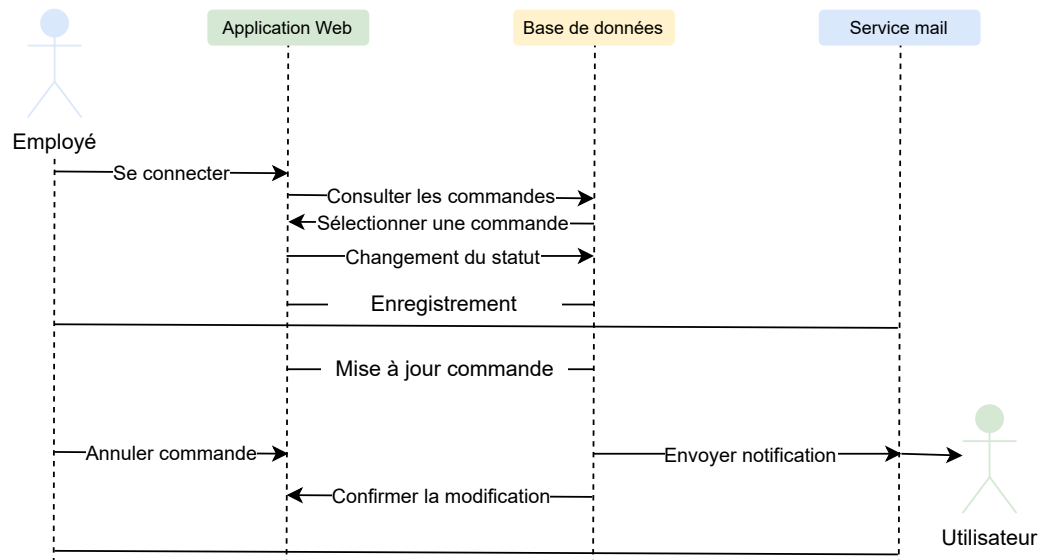 Application Web
Base de données
Service mail
Employé
Se connecter
Consulter les commandes
Sélectionner une commande
Changement du statut
Enregistrement
Mise à jour commande
Annuler commande
Envoyer notification
Confirmer la modification
Utilisateur